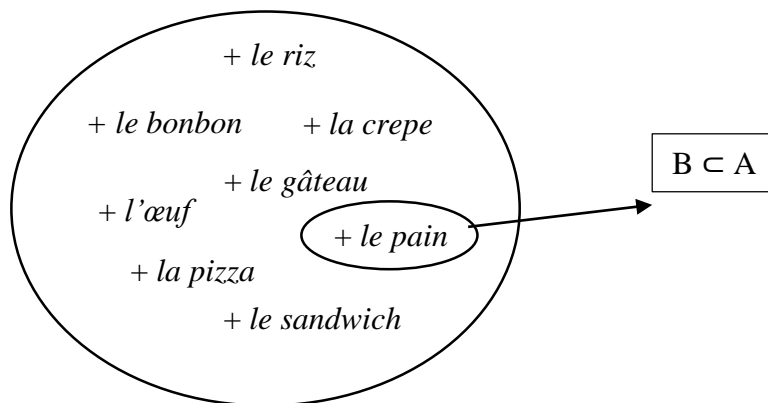 + le riz
+ le bonbon
+ la crepe
B ⊂ A
+ le gâteau
+ l’œuf
+ le pain
+ la pizza
+ le sandwich